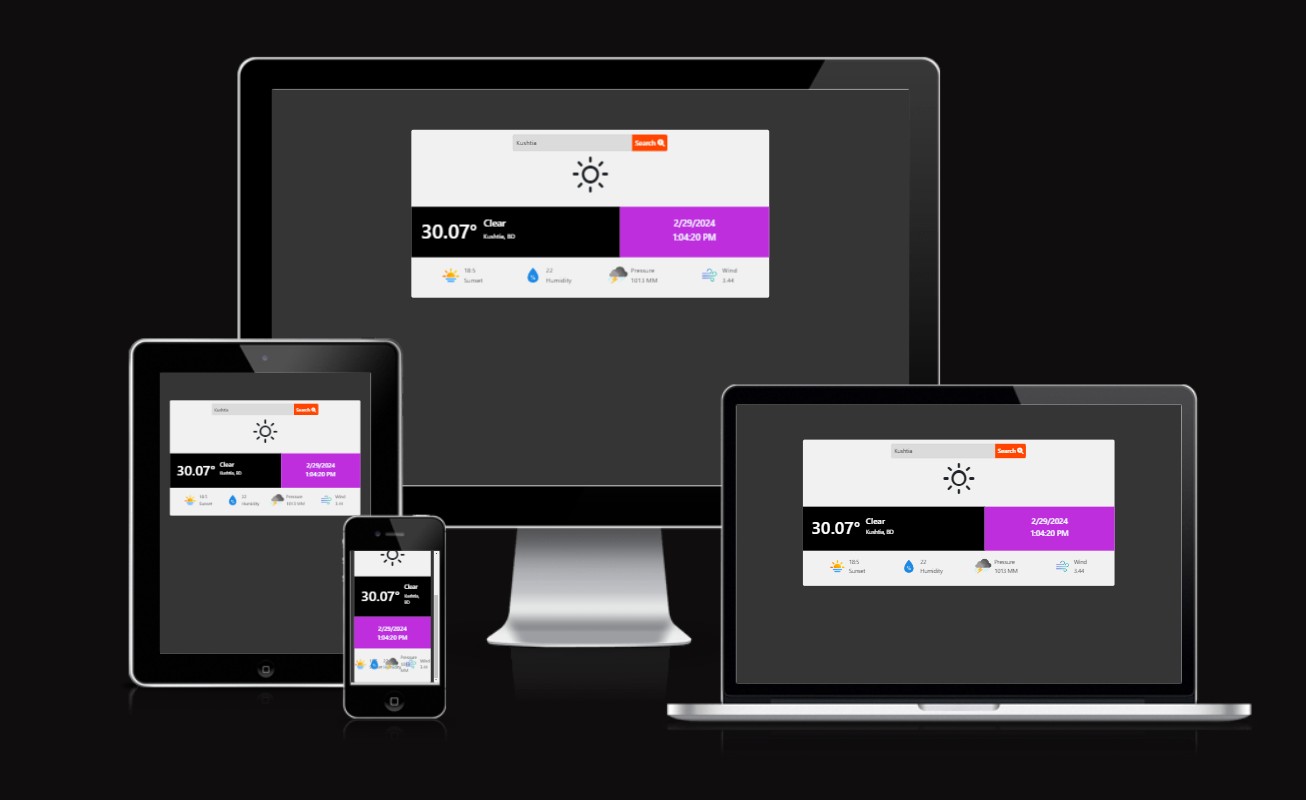 Kushtia
Search
30.07°
Clear
Kushtia, BD
2/29/2024
1:04:20 PM
18:5
Sunset
22
Humidity
Pressure
1013 MM
Wind
3.44
Kushtia
Search
30.07°
Clear
Kushtia, BD
2/29/2024
1:04:20 PM
18:5
Sunset
22
Humidity
Pressure
1013 MM
Wind
3.44
30.07°
Clear
Kushtia,
BD
2/29/2024
1:04:20 PM
Pressure
Wind
MM
Kushtia
Search
30.07°
Clear
Kushtia, BD
2/29/2024
1:04:20 PM
18:5
Sunset
22
Humidity
Pressure
1013 MM
Wind
3.44